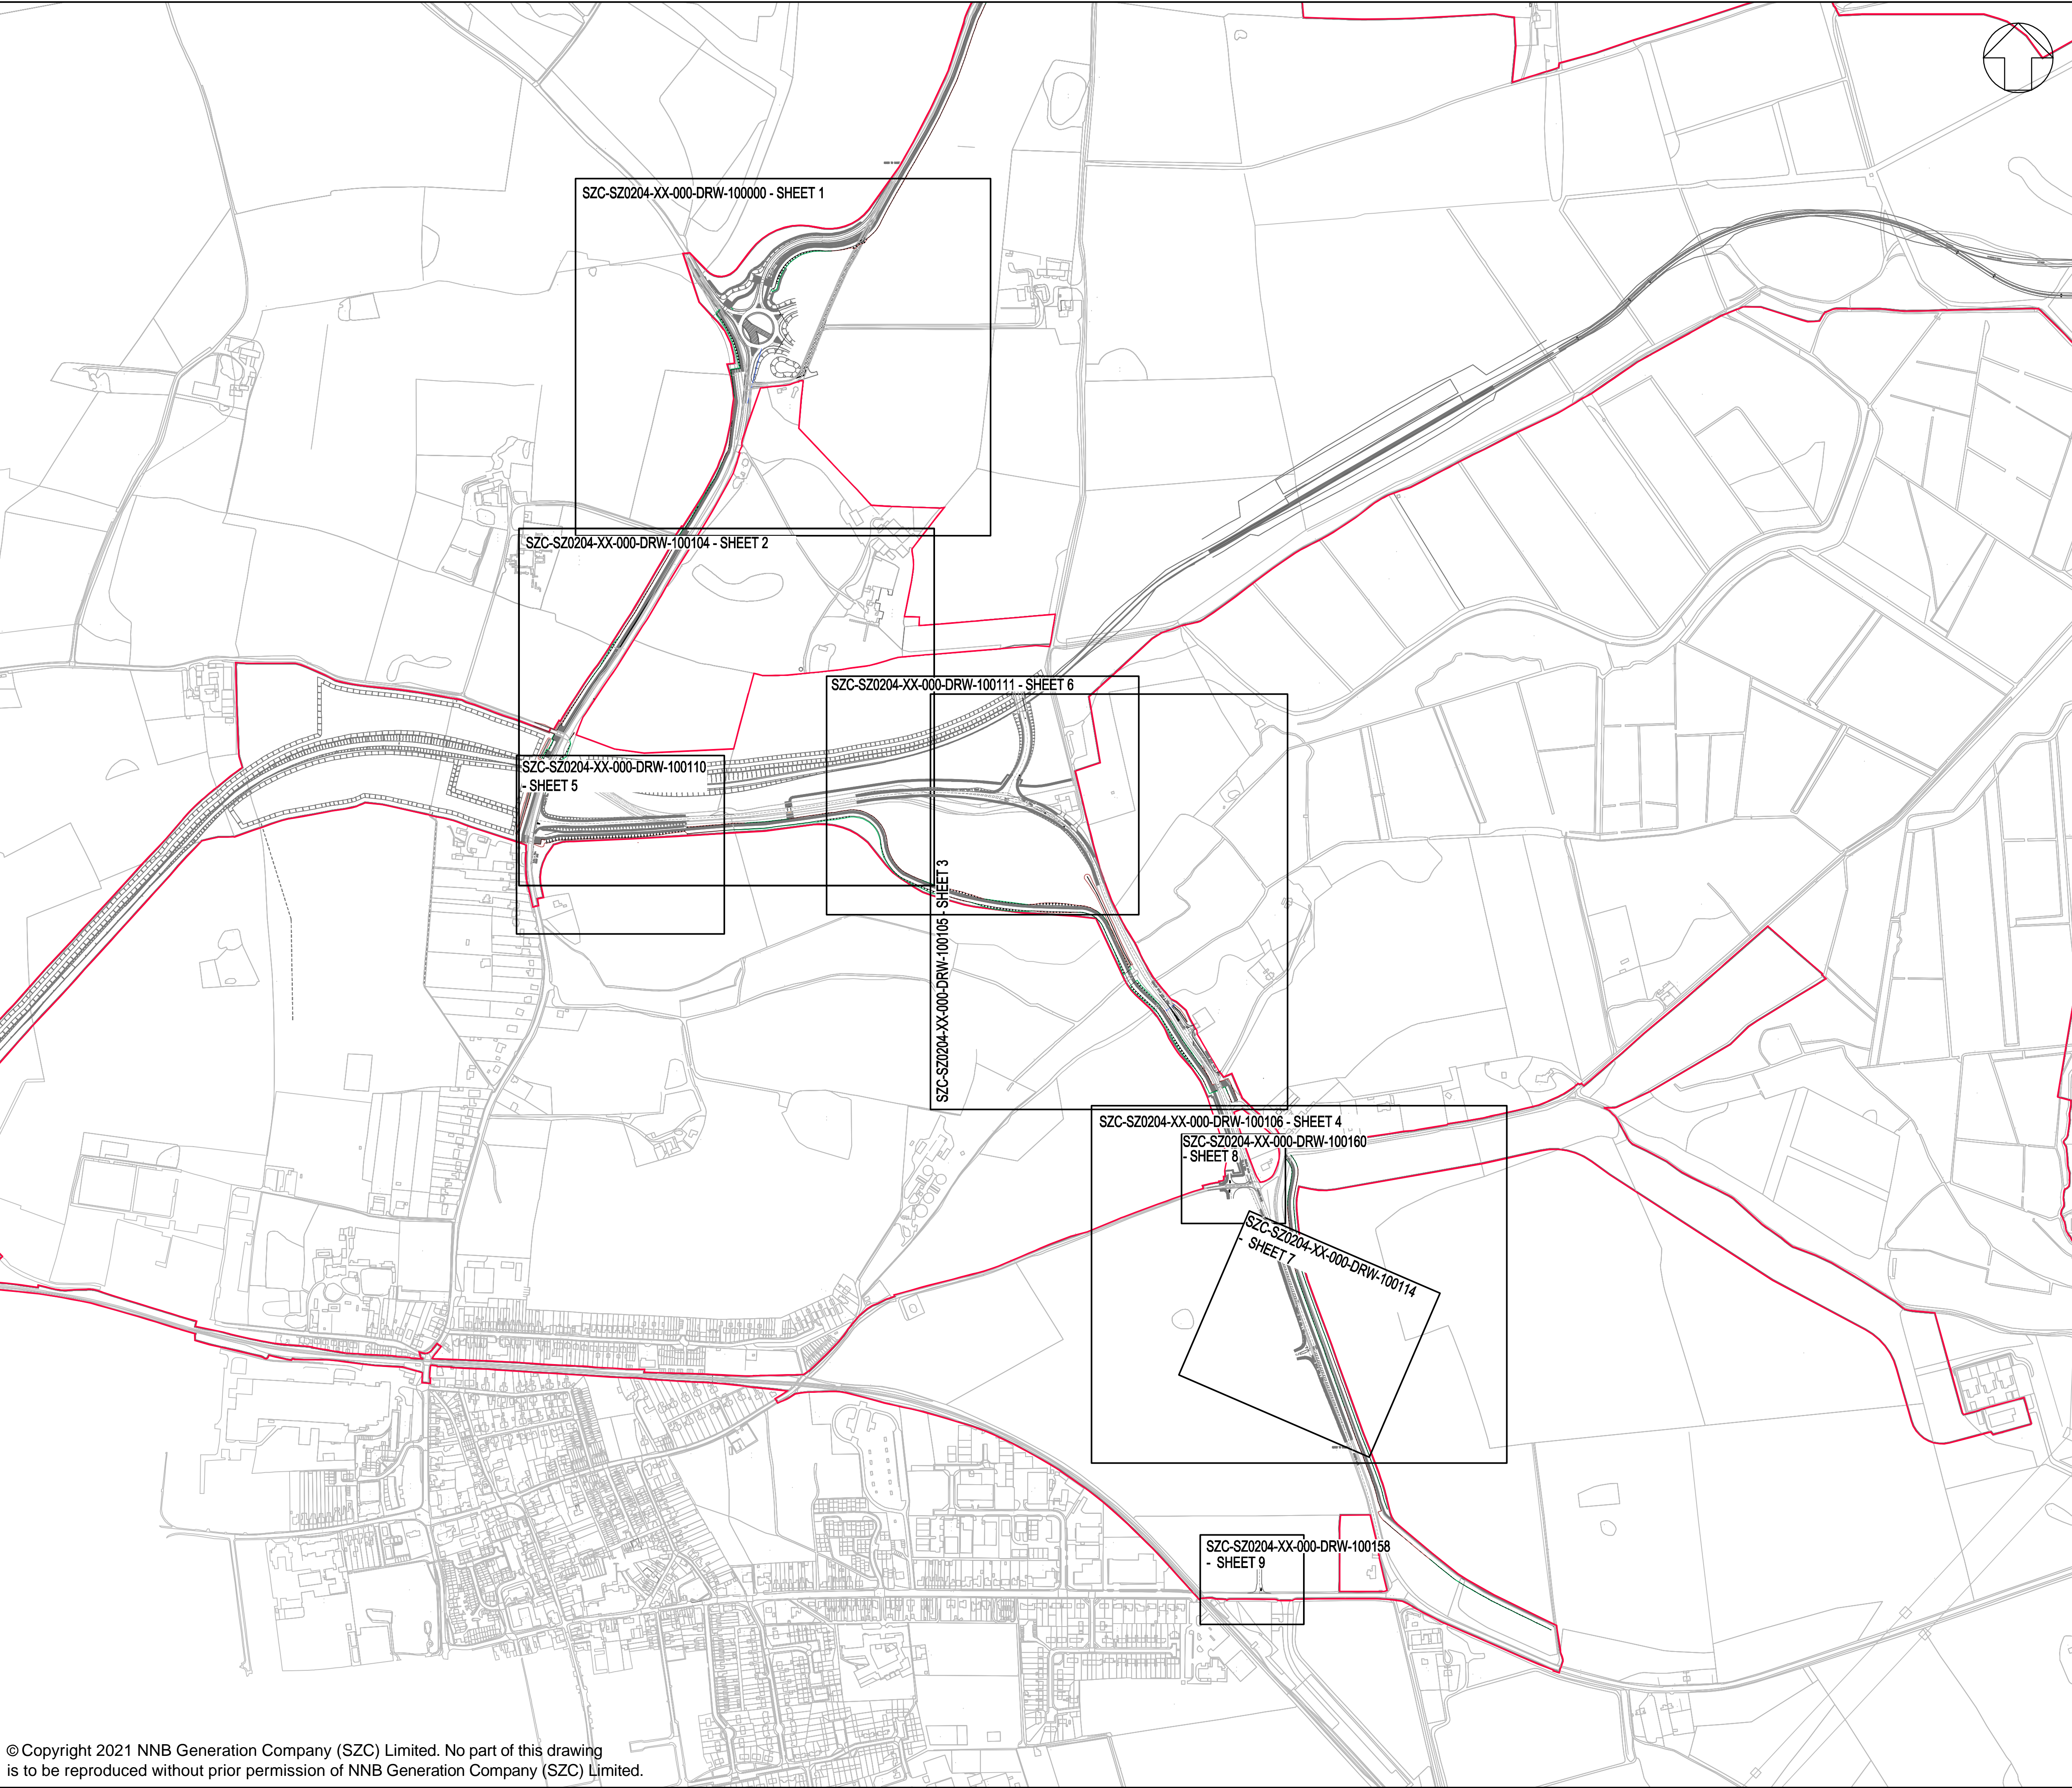 SZC-SZ0204-XX-000-DRW-100000 - SHEET 1
SZC-SZ0204-XX-000-DRW-100104 - SHEET 2
SZC-SZ0204-XX-000-DRW-100111 - SHEET 6
SZC-SZ0204-XX-000-DRW-100110
- SHEET 5
SZC-SZ0204-XX-000-DRW-100105 - SHEET 3
SZC-SZ0204-XX-000-DRW-100106 - SHEET 4
SZC-SZ0204-XX-000-DRW-100160
- SHEET 8
SZC-SZ0204-XX-000-DRW-100114
- SHEET 7
SZC-SZ0204-XX-000-DRW-100158
- SHEET 9
© Copyright 2021 NNB Generation Company (SZC) Limited. No part of this drawing
is to be reproduced without prior permission of NNB Generation Company (SZC) Limited.